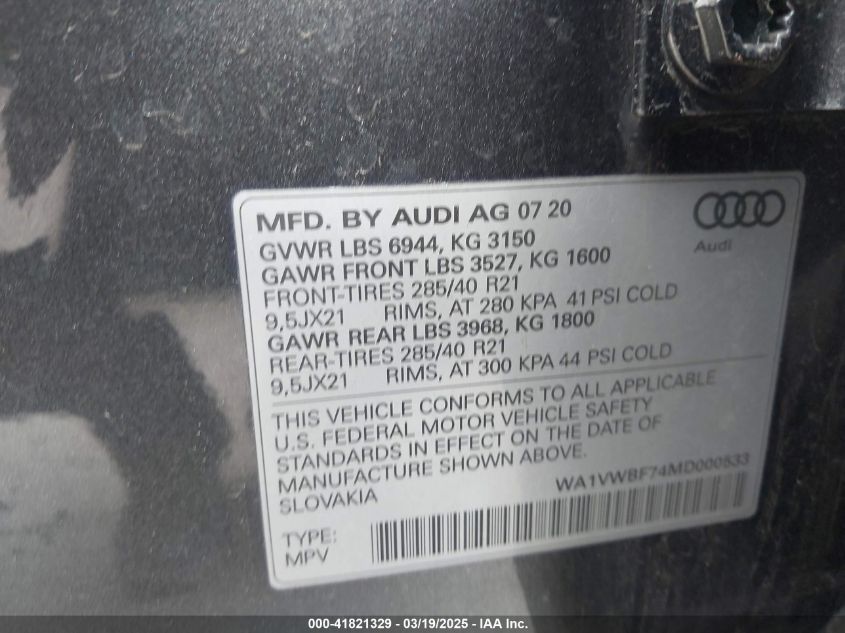 MFD. BY AUDI AG 07 20
GVWR LBS 6944, KG 3150
GAWR FRONT LBS 3527, KG 1600
FRONT-TIRES 285/40 R21
9,5JX21 RIMS, AT 280 KPA 41 PSI COLD
GAWR REAR LBS 3968, KG 1800
REAR-TIRES 285/40 R21
9,5JX21 RIMS, AT 300 KPA 44 PSI COLD
Audi
THIS VEHICLE CONFORMS TO ALL APPLICABLE
U.S. FEDERAL MOTOR VEHICLE SAFETY
STANDARDS IN EFFECT ON THE DATE OF
MANUFACTURE SHOWN ABOVE.
SLOVAKIA
WA1VWBF74MD000533
TYPE:
MPV
000-41821329 - 03/19/2025 - IAA Inc.